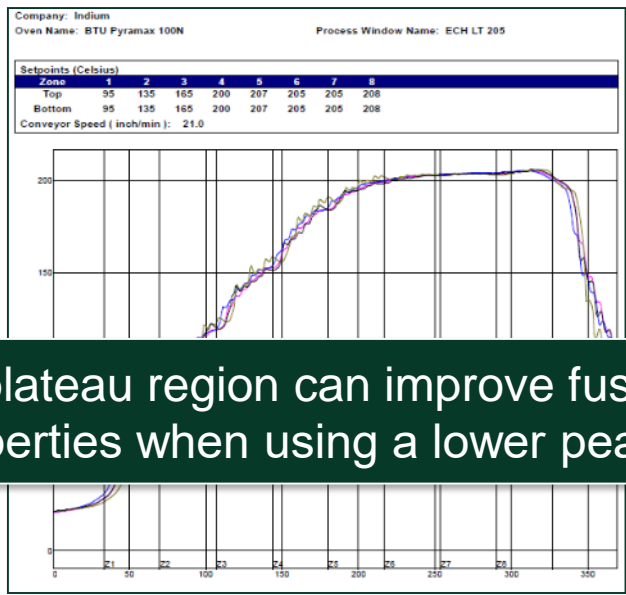 Company: Indium
Oven Name: BTU Pyramax 100N Process Window Name: ECH LT 205
Setpoints (Celsius)
Zone 1 2 3 4 5 6 7 8
Top 95 135 165 200 207 205 205 208
Bottom 95 135 165 200 207 205 205 208
Conveyor Speed ( inch/min ): 21.0
200
150
lateau region can improve fus
perties when using a lower pea
0
Z1 Z2 Z3 Z4 Z5 Z6 Z7 Z8
0 50 100 150 200 250 300 350